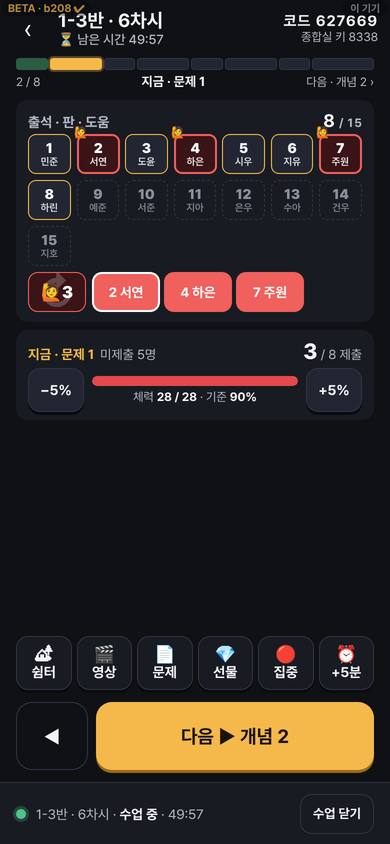 BETA · b208
이 기기
1-3반 · 6차시
코드 627669
남은 시간 49:57
종합실 키 8338
2 / 8
지금 · 문제 1
다음 · 개념 2 ›
출석 · 판 · 도움
8 / 15
1 민준
2 서연
3 도윤
4 하은
5 시우
6 지유
7 주원
8 하린
9 예준
10 서준
11 지아
12 은우
13 수아
14 건우
15 지호
3
2 서연
4 하은
7 주원
지금 · 문제 1 미제출 5명
3 / 8 제출
−5%
체력 28 / 28 · 기준 90%
+5%
쉼터
영상
문제
선물
집중
+5분
◀
다음 ▶ 개념 2
1-3반 · 6차시 · 수업 중 · 49:57
수업 닫기